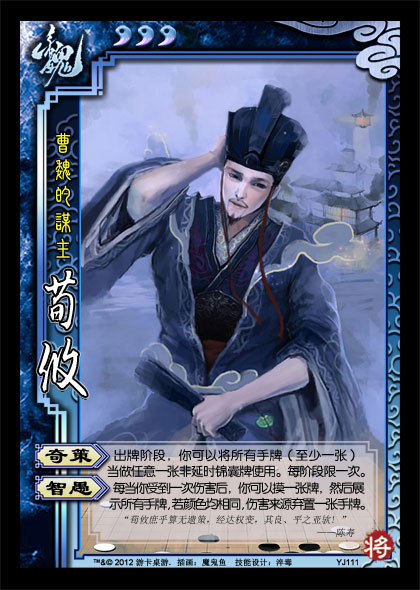 魏
曹魏的謀主
荀攸
奇策
出牌阶段，你可以将所有手牌（至少一张）
当做任意一张非延时锦囊牌使用。每阶段限一次。
智愚
每当你受到一次伤害后，你可以摸一张牌，然后展
示所有手牌，若颜色均相同，伤害来源弃置一张手牌。
“荀攸庶乎算无遗策，经达权变，其良、平之亚欤！”
——陈寿
™&© 2012 游卡桌游．插画：魔鬼鱼 技能设计：淬毒 YJ111
将